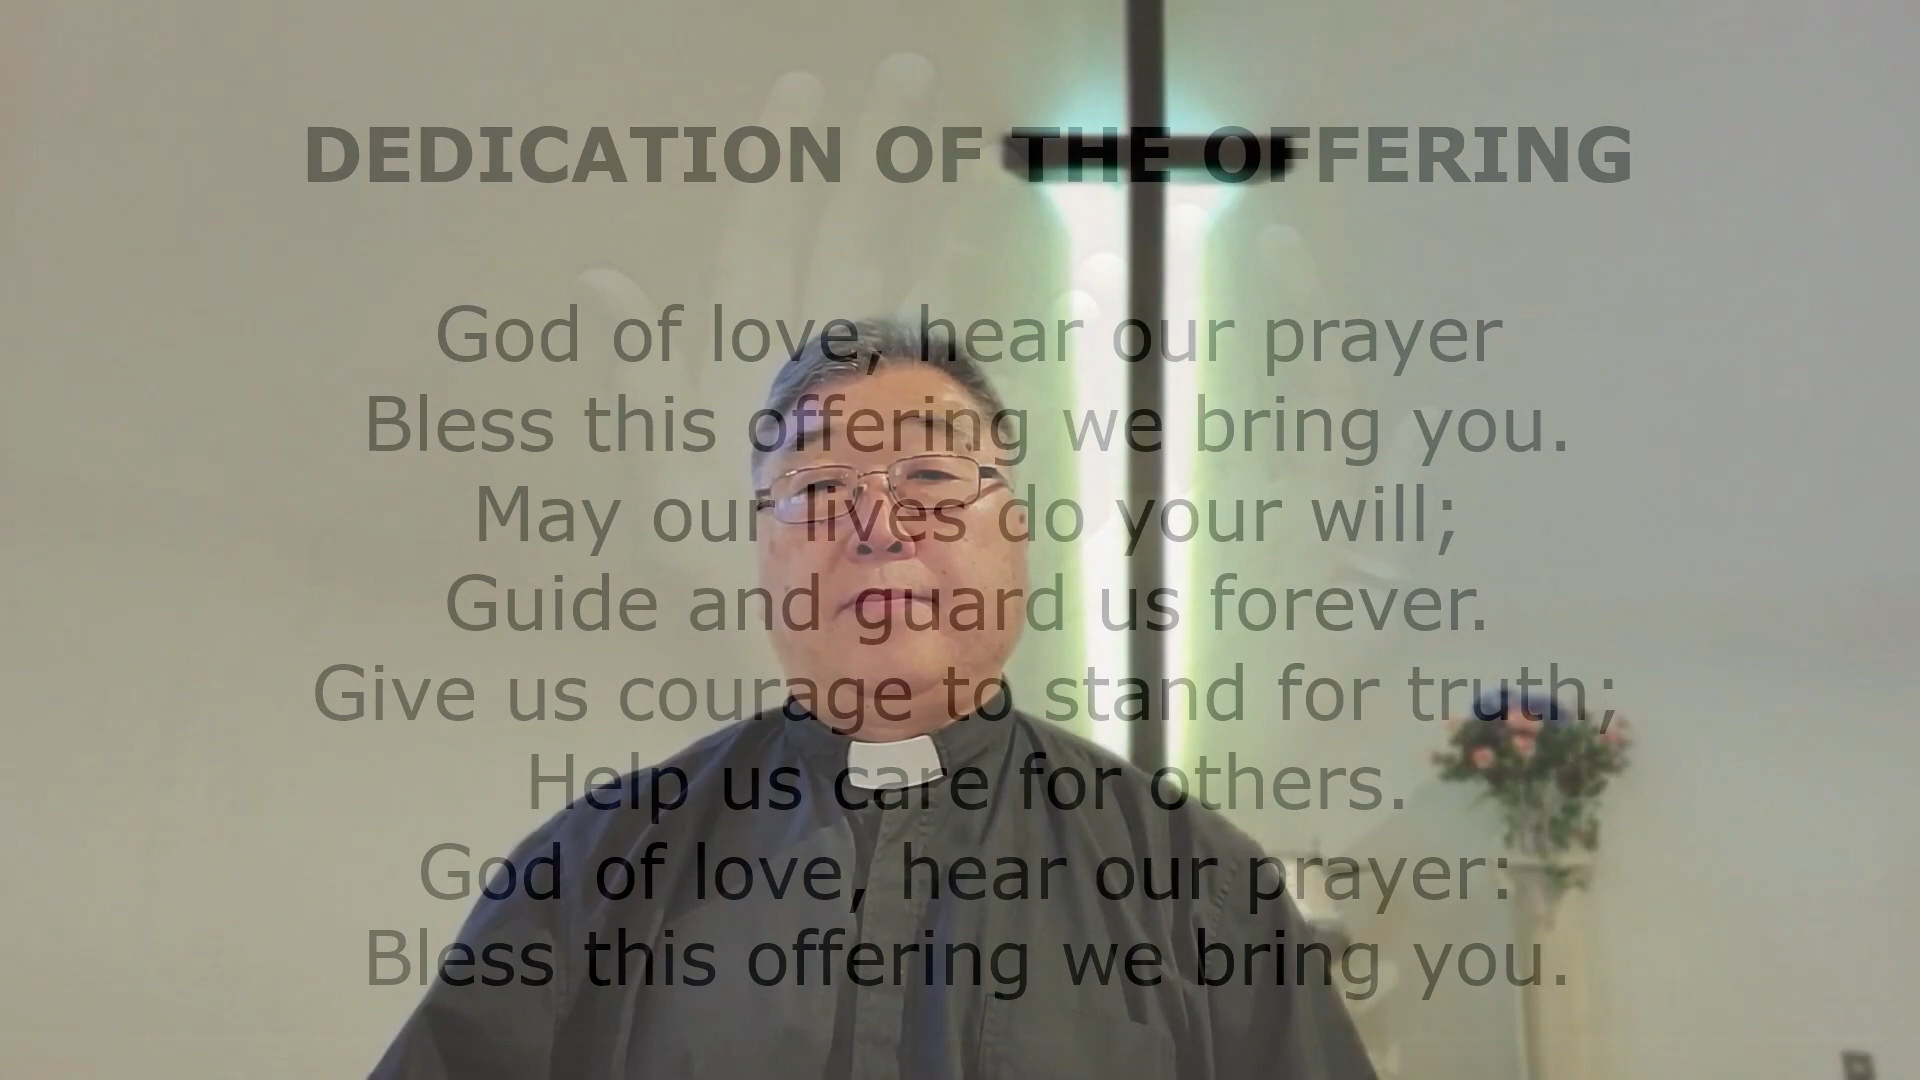 DEDICATION OF THE OFFERING
God of love, hear our prayer
Bless this offering we bring you.
May our lives do your will;
Guide and guard us forever.
Give us courage to stand for truth;
Help us care for others.
God of love, hear our prayer:
Bless this offering we bring you.